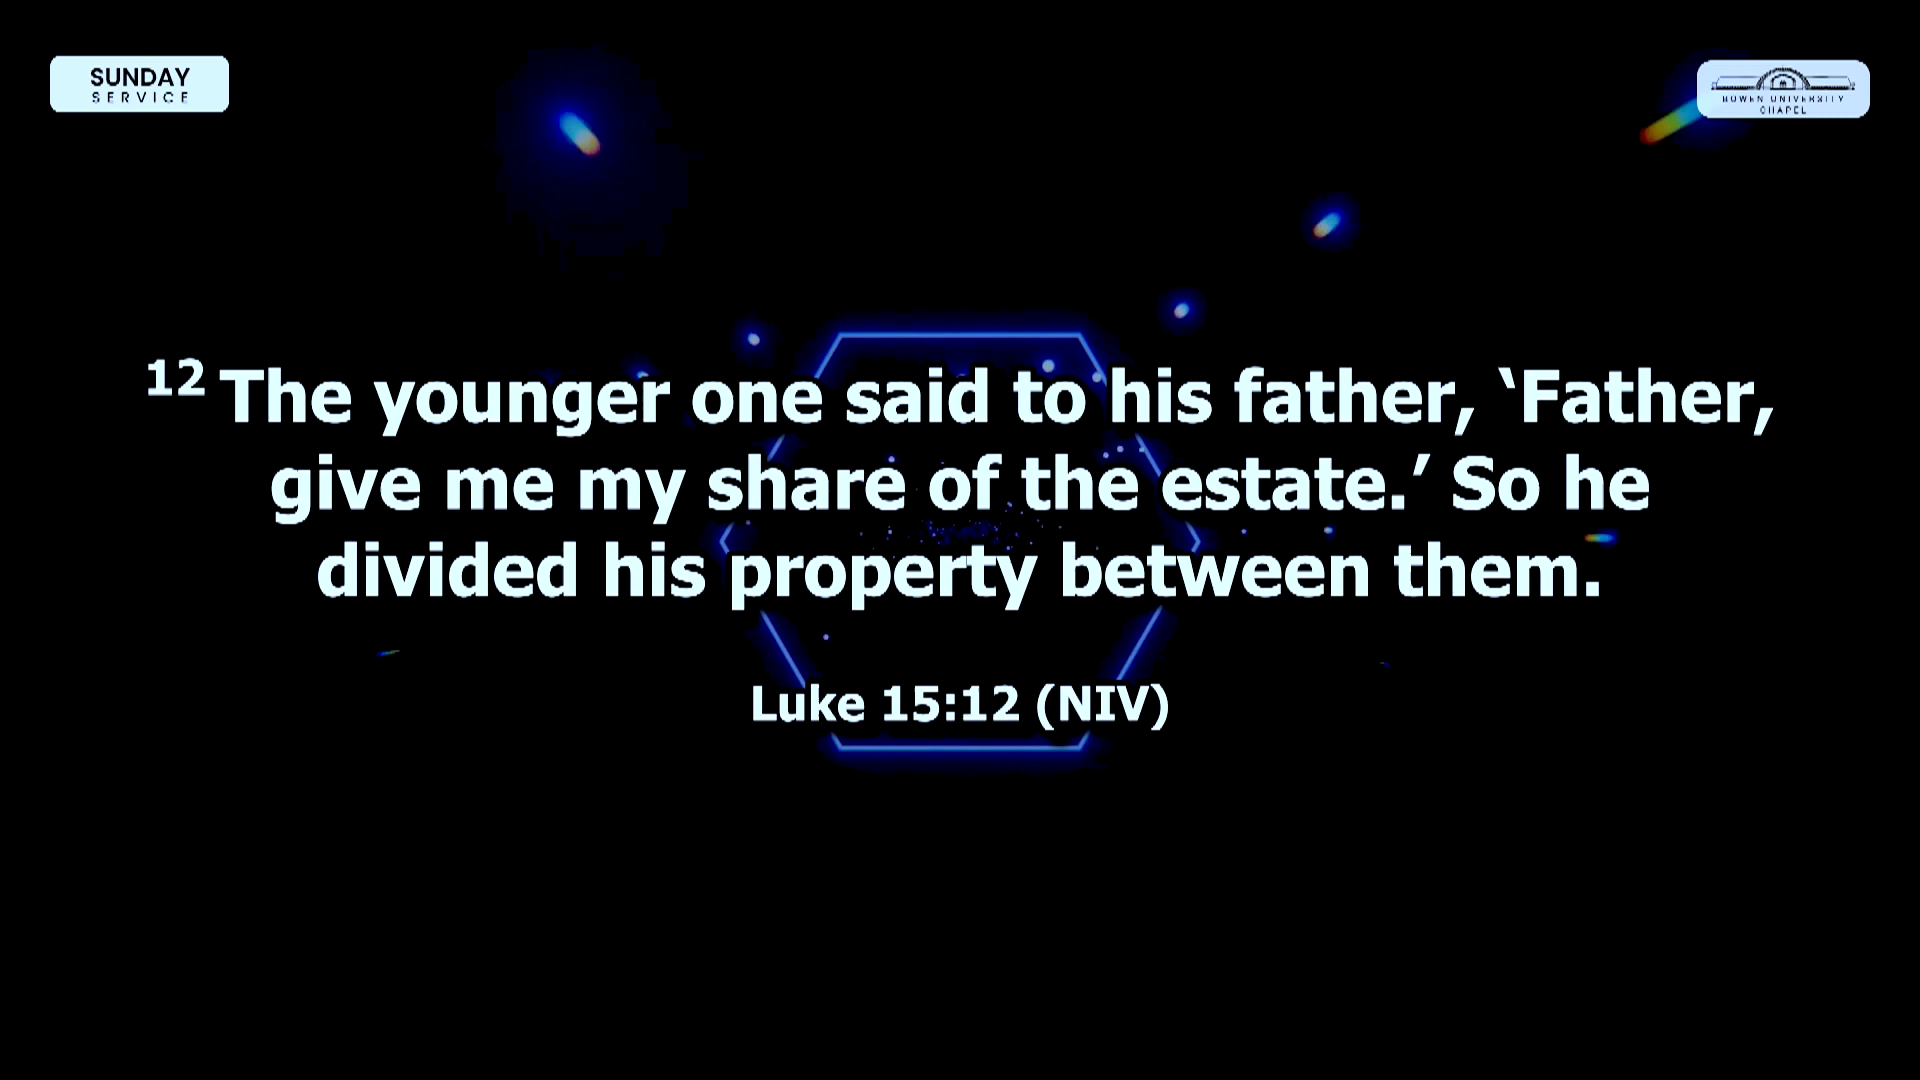 SUNDAY
SERVICE
BOWEN UNIVERSITY
CHAPEL
12 The younger one said to his father, ‘Father,
give me my share of the estate.’ So he
divided his property between them.
Luke 15:12 (NIV)